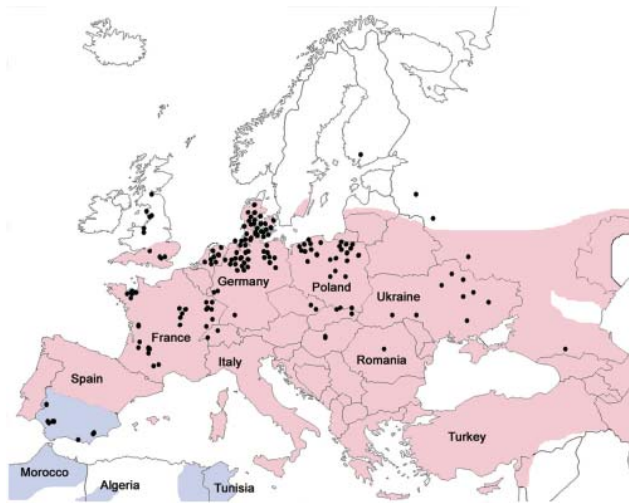 Germany
Poland
Ukraine
France
Italy
Romania
Spain
Turkey
Morocco
Algeria
Tunisia